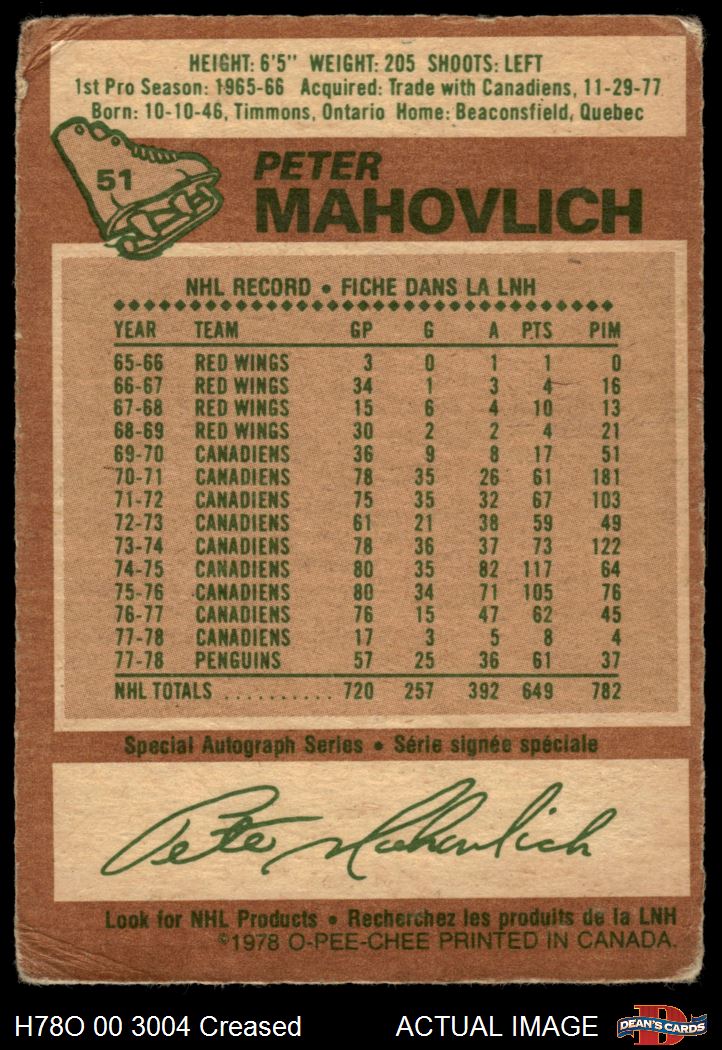 HEIGHT: 6'5" WEIGHT: 205 SHOOTS: LEFT
1st Pro Season: 1965-66 Acquired: Trade with Canadiens, 11-29-77
Born: 10-10-46, Timmons, Ontario Home: Beaconsfield, Quebec
51
PETER
MAHOVLICH
NHL RECORD • FICHE DANS LA LNH
YEAR TEAM GP G A PTS PIM
65-66 RED WINGS 3 0 1 1 0
66-67 RED WINGS 34 1 3 4 16
67-68 RED WINGS 15 6 4 10 13
68-69 RED WINGS 30 2 2 4 21
69-70 CANADIENS 36 9 8 17 51
70-71 CANADIENS 78 35 26 61 181
71-72 CANADIENS 75 35 32 67 103
72-73 CANADIENS 61 21 38 59 49
73-74 CANADIENS 78 36 37 73 122
74-75 CANADIENS 80 35 82 117 64
75-76 CANADIENS 80 34 71 105 76
76-77 CANADIENS 76 15 47 62 45
77-78 CANADIENS 17 3 5 8 4
77-78 PENGUINS 57 25 36 61 37
NHL TOTALS .......... 720 257 392 649 782
Special Autograph Series • Série signée spéciale
Pete Mahovlich
Look for NHL Products • Recherchez les produits de la LNH
©1978 O-PEE-CHEE PRINTED IN CANADA.
H78O 00 3004 Creased ACTUAL IMAGE
D
DEAN'S CARDS